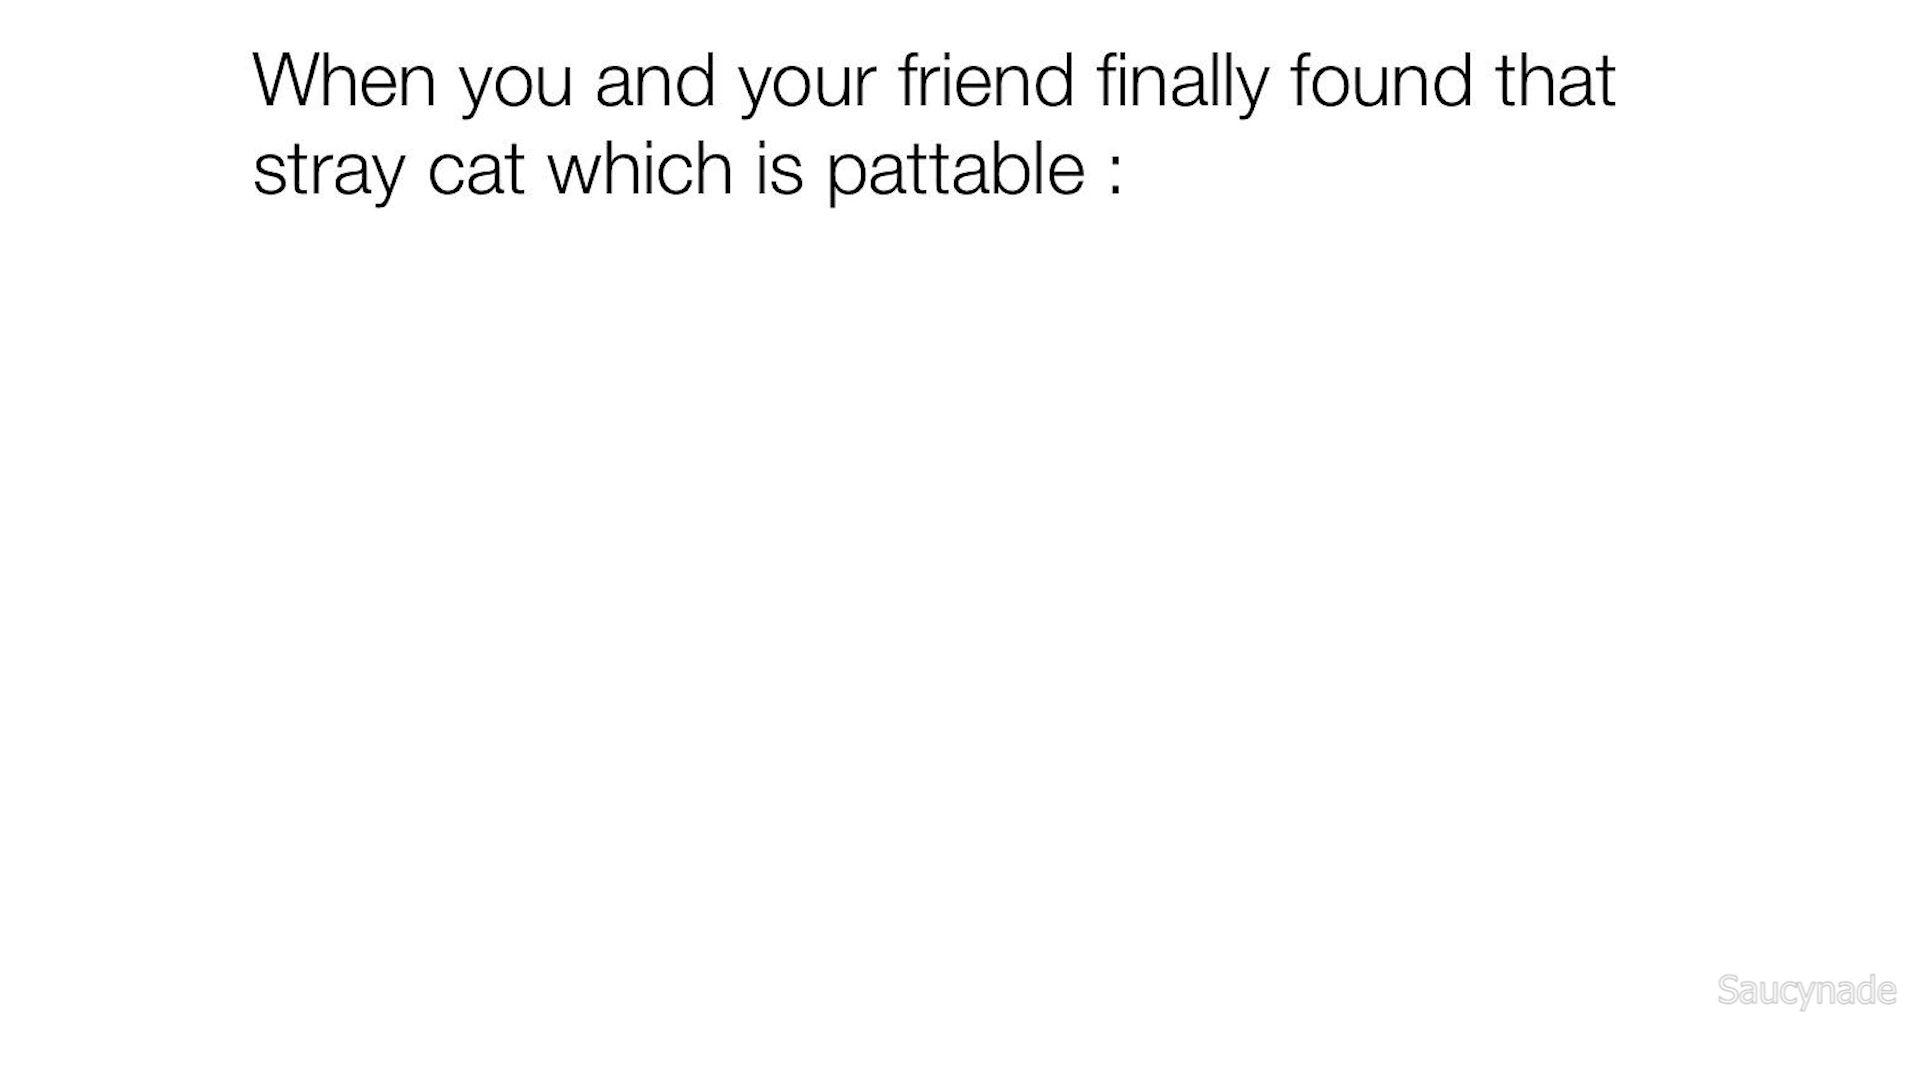 When you and your friend finally found that
stray cat which is pattable :
Saucynade